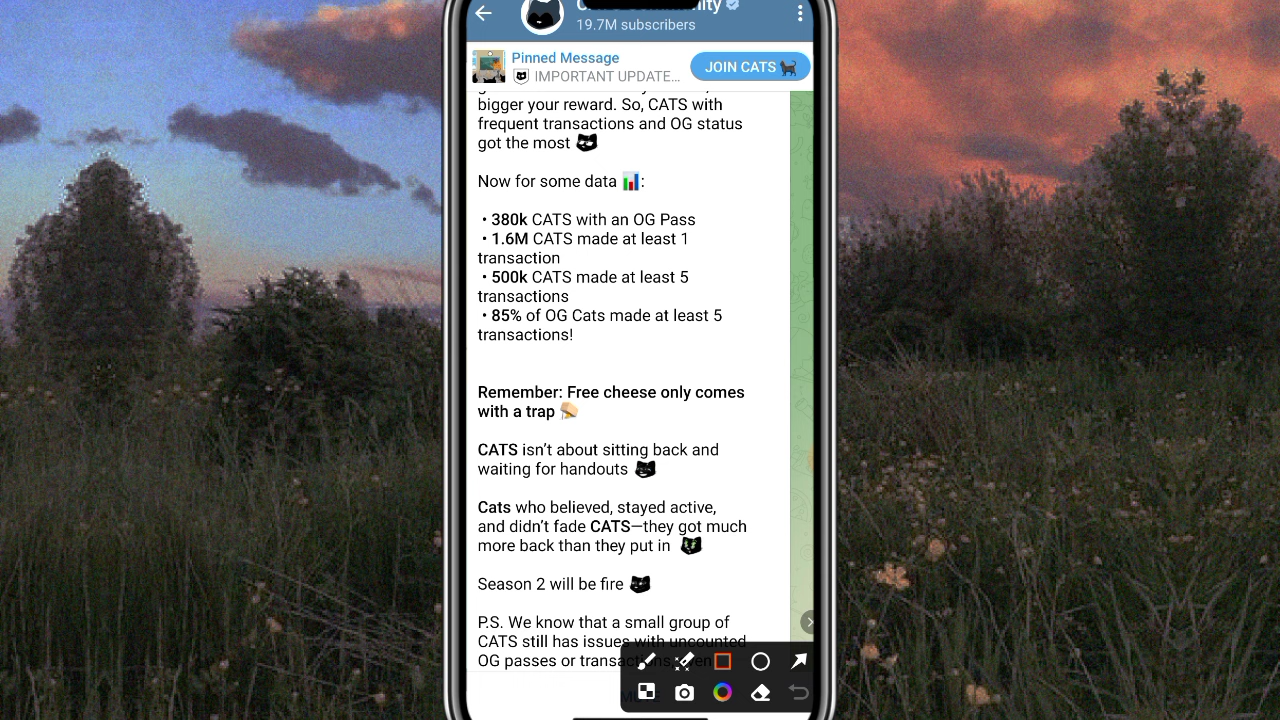 19.7M subscribers
Pinned Message
IMPORTANT UPDATE...
JOIN CATS
bigger your reward. So, CATS with
frequent transactions and OG status
got the most
Now for some data :
• 380k CATS with an OG Pass
• 1.6M CATS made at least 1
transaction
• 500k CATS made at least 5
transactions
• 85% of OG Cats made at least 5
transactions!
Remember: Free cheese only comes
with a trap
CATS isn’t about sitting back and
waiting for handouts
Cats who believed, stayed active,
and didn’t fade CATS—they got much
more back than they put in
Season 2 will be fire
P.S. We know that a small group of
CATS still has issues with uncounted
OG passes or transactions